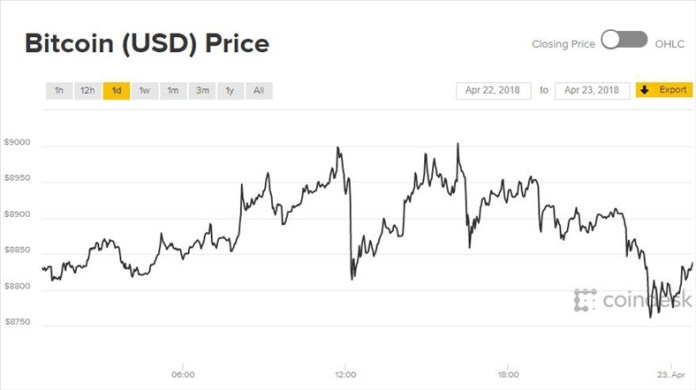 Bitcoin (USD) Price
Closing Price OHLC
1h 12h 1d 1w 1m 3m 1y All
Apr 22, 2018 to Apr 23, 2018 Export
$9000
$8950
$8900
$8850
$8800
$8750
coindesk
06:00 12:00 18:00 23. Apr